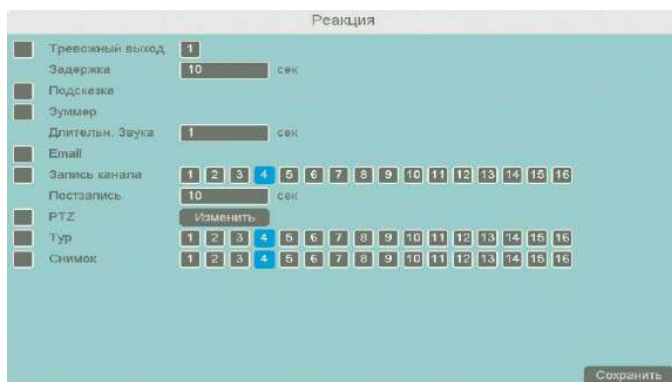 Реакция
Тревожный выход 1
Задержка 10 сек
Подсказка
Зуммер
Длительн. Звука 1 сек
Email
Запись канала 1 2 3 4 5 6 7 8 9 10 11 12 13 14 15 16
Постзапись 10 сек
PTZ Изменить
Тур 1 2 3 4 5 6 7 8 9 10 11 12 13 14 15 16
Снимок 1 2 3 4 5 6 7 8 9 10 11 12 13 14 15 16
Сохранить